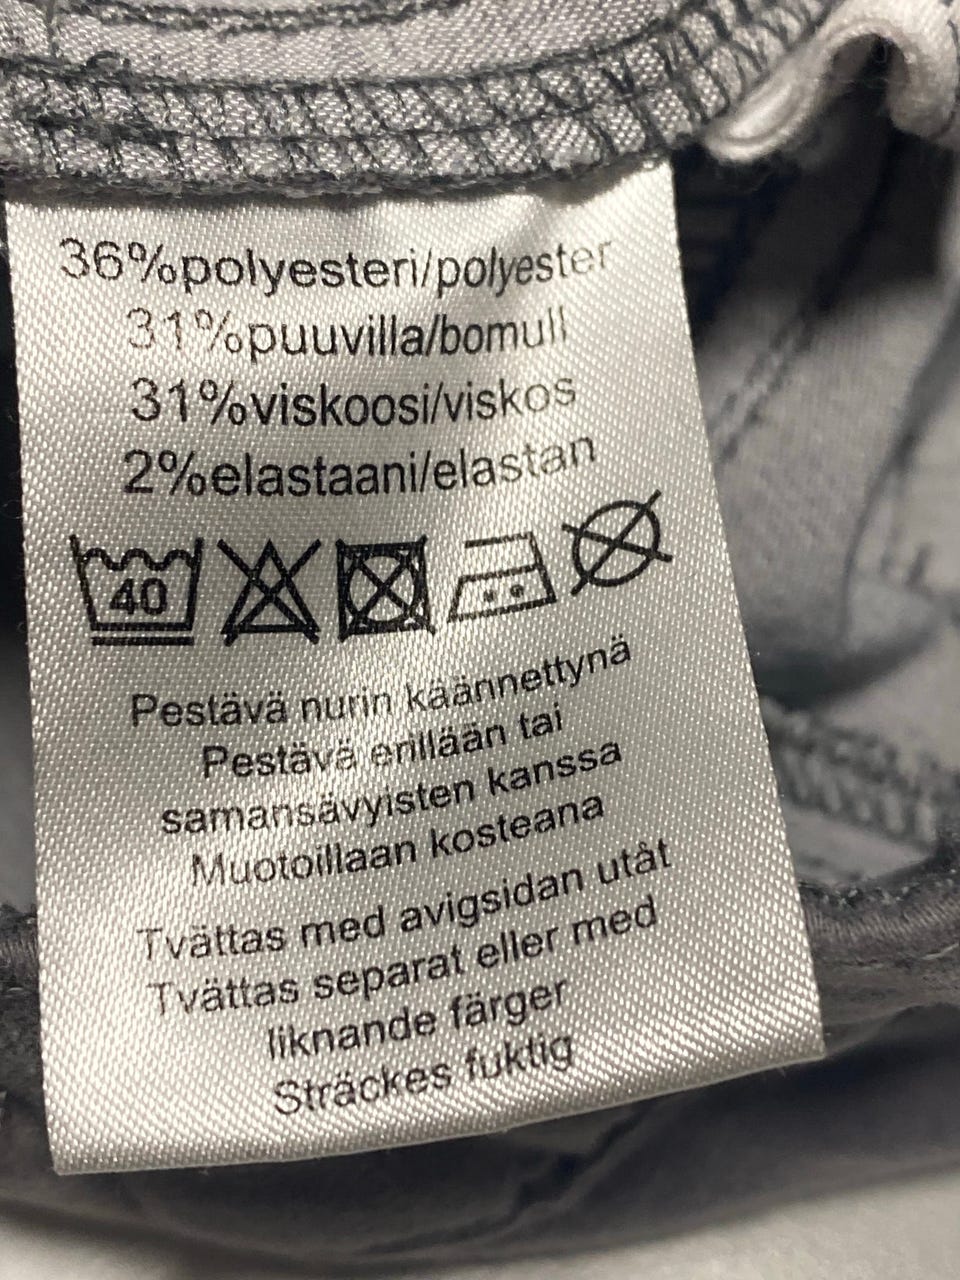 36%polyesteri/polyester
31%puuvilla/bomull
31%viskoosi/viskos
2%elastaani/elastan
40
Pestävä nurin käännettynä
Pestävä erillään tai
samansävyisten kanssa
Muotoillaan kosteana
Tvättas med avigsidan utåt
Tvättas separat eller med
liknande färger
Sträckes fuktig